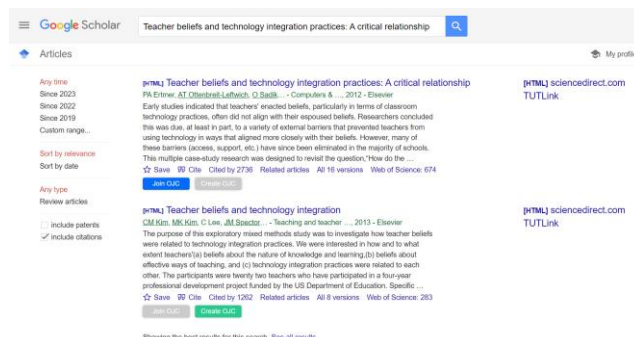 Google Scholar
Teacher beliefs and technology integration practices: A critical relationship
Articles
My profile
Any time
Since 2023
Since 2022
Since 2019
Custom range...
Sort by relevance
Sort by date
Any type
Review articles
include patents
include citations
[HTML] Teacher beliefs and technology integration practices: A critical relationship
PA Ertmer, AT Ottenbreit-Leftwich, O Sadik… - Computers & …, 2012 - Elsevier
Early studies indicated that teachers' enacted beliefs, particularly in terms of classroom
technology practices, often did not align with their espoused beliefs. Researchers concluded
this was due, at least in part, to a variety of external barriers that prevented teachers from
using technology in ways that aligned more closely with their beliefs. However, many of
these barriers (access, support, etc.) have since been eliminated in the majority of schools.
This multiple case-study research was designed to revisit the question,"How do the …
Save Cite Cited by 2736 Related articles All 16 versions Web of Science: 674
Join OJC Create OJC
[HTML] sciencedirect.com
TUTLink
[HTML] Teacher beliefs and technology integration
CM Kim, MK Kim, C Lee, JM Spector… - Teaching and teacher …, 2013 - Elsevier
The purpose of this exploratory mixed methods study was to investigate how teacher beliefs
were related to technology integration practices. We were interested in how and to what
extent teachers'(a) beliefs about the nature of knowledge and learning,(b) beliefs about
effective ways of teaching, and (c) technology integration practices were related to each
other. The participants were twenty two teachers who have participated in a four-year
professional development project funded by the US Department of Education. Specific …
Save Cite Cited by 1262 Related articles All 8 versions Web of Science: 283
Join OJC Create OJC
[HTML] sciencedirect.com
TUTLink
Showing the best results for this search. See all results